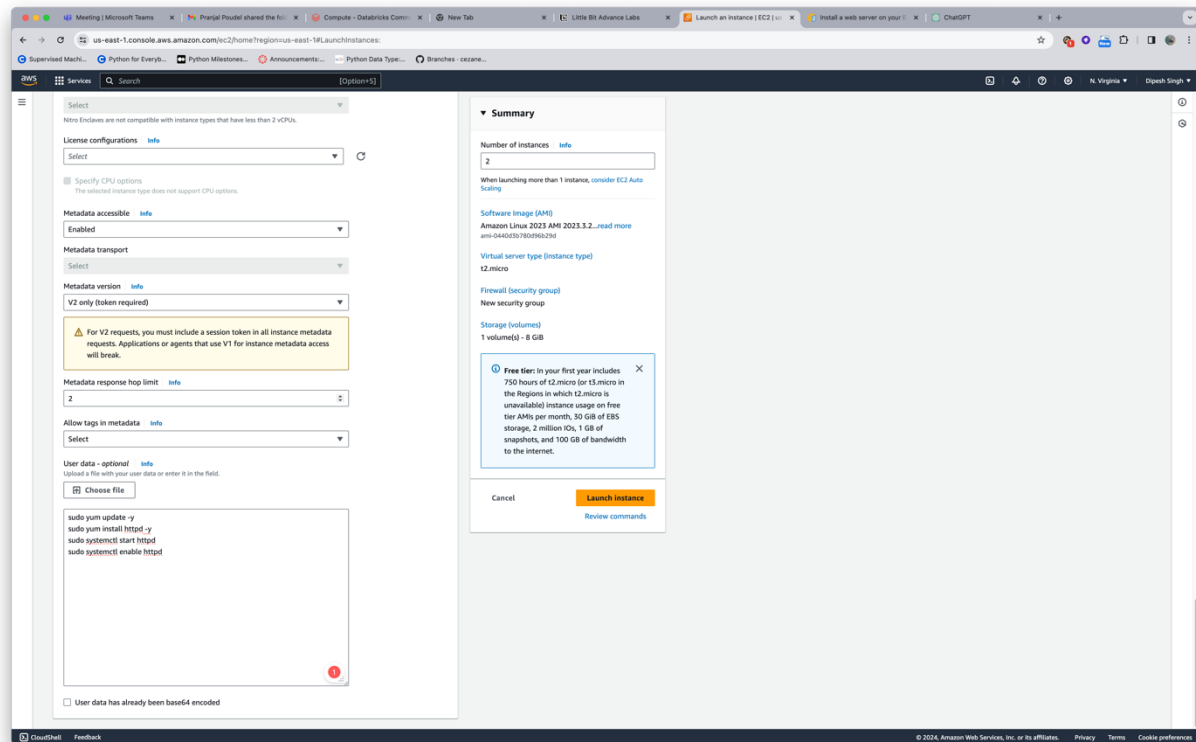 Meeting | Microsoft Teams
Pranjal Poudel shared the fol
Compute - Databricks Comm
New Tab
Little Bit Advance Labs
Launch an instance | EC2 | us
Install a web server on your E
ChatGPT
us-east-1.console.aws.amazon.com/ec2/home?region=us-east-1#LaunchInstances:
New
Supervised Machi...
Python for Everyb...
Python Milestones...
Announcements:...
Python Data Type:...
Branches · cezane...
aws
Services
Search
[Option+S]
N. Virginia
Dipesh Singh
Select
Nitro Enclaves are not compatible with instance types that have less than 2 vCPUs.
License configurations Info
Select
Specify CPU options
The selected instance type does not support CPU options.
Metadata accessible Info
Enabled
Metadata transport
Select
Metadata version Info
V2 only (token required)
For V2 requests, you must include a session token in all instance metadata
requests. Applications or agents that use V1 for instance metadata access
will break.
Metadata response hop limit Info
2
Allow tags in metadata Info
Select
User data - optional Info
Upload a file with your user data or enter it in the field.
Choose file
sudo yum update -y
sudo yum install httpd -y
sudo systemctl start httpd
sudo systemctl enable httpd
1
User data has already been base64 encoded
Summary
Number of instances Info
2
When launching more than 1 instance, consider EC2 Auto
Scaling
Software Image (AMI)
Amazon Linux 2023 AMI 2023.3.2...read more
ami-0440d3b780d96b29d
Virtual server type (instance type)
t2.micro
Firewall (security group)
New security group
Storage (volumes)
1 volume(s) - 8 GiB
Free tier: In your first year includes
750 hours of t2.micro (or t3.micro in
the Regions in which t2.micro is
unavailable) instance usage on free
tier AMIs per month, 30 GiB of EBS
storage, 2 million IOs, 1 GB of
snapshots, and 100 GB of bandwidth
to the internet.
Cancel
Launch instance
Review commands
CloudShell
Feedback
© 2024, Amazon Web Services, Inc. or its affiliates.
Privacy
Terms
Cookie preferences